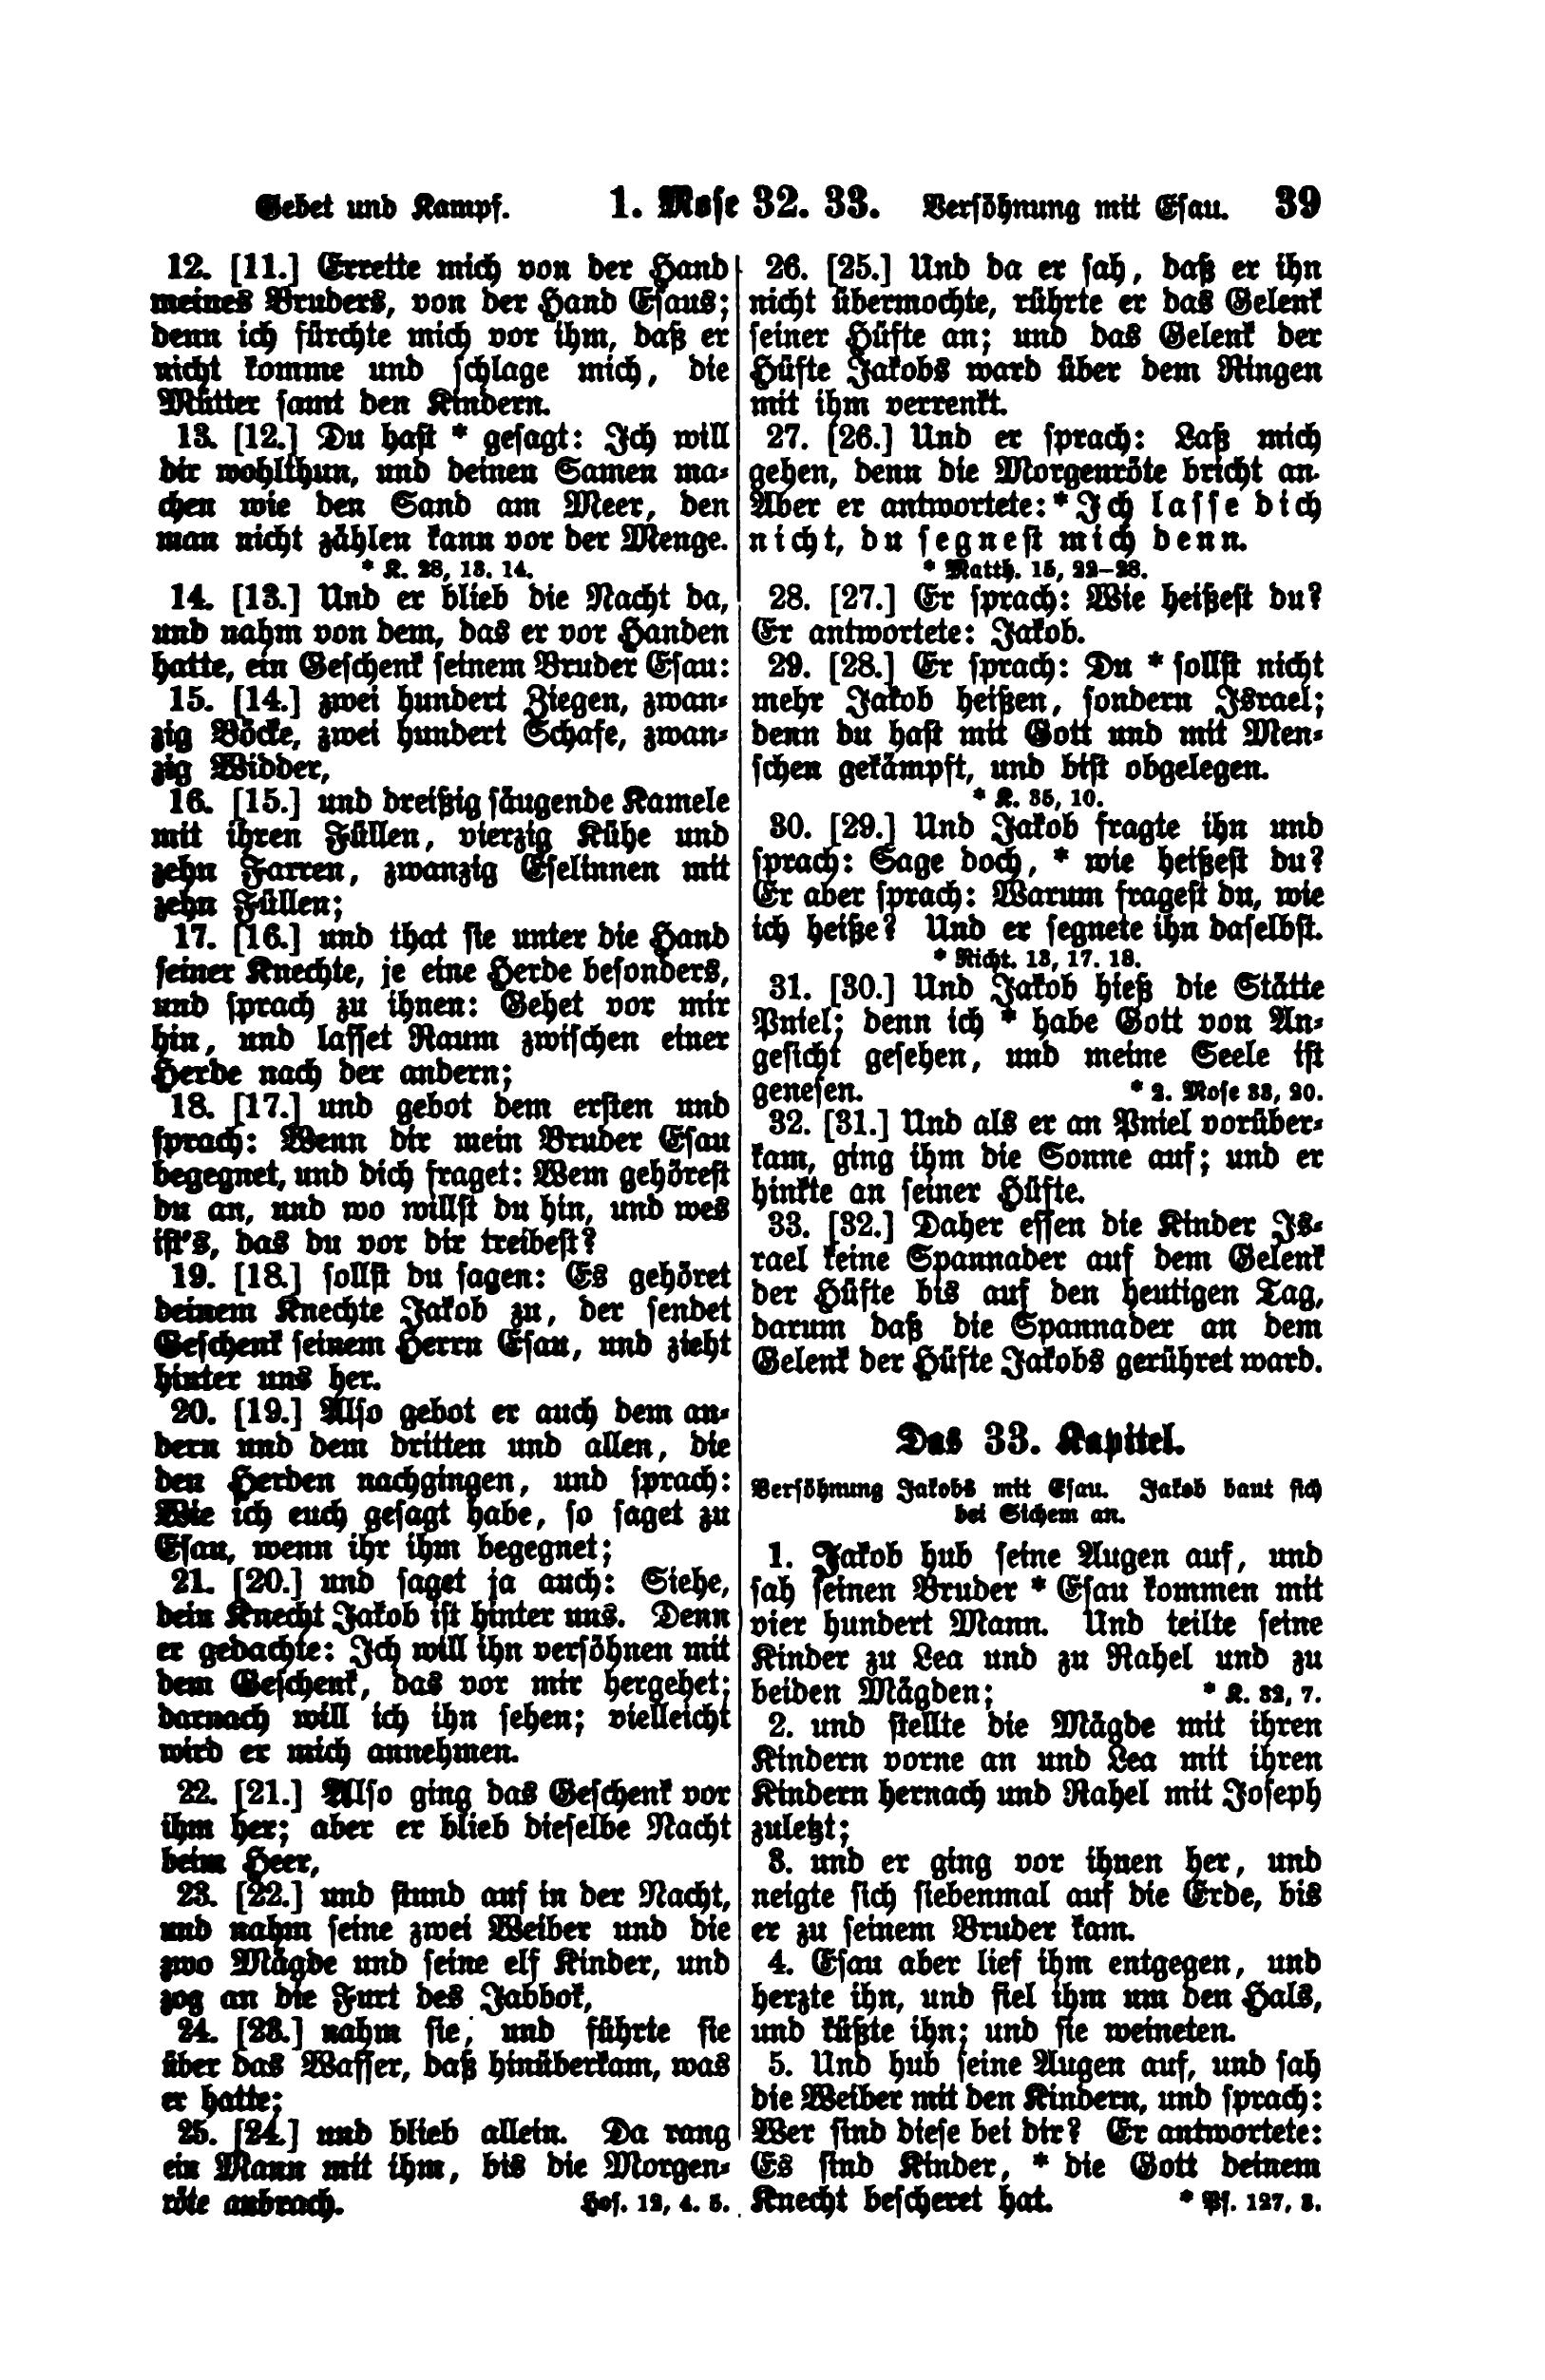 Gebet und Kampf. 1. Mose 32. 33. Versöhnung mit Esau. 39
12. [11.] Errette mich von der Hand
meines Bruders, von der Hand Esaus;
denn ich fürchte mich vor ihm, daß er
nicht komme und schlage mich, die
Mütter samt den Kindern.
13. [12.] Du hast * gesagt: Ich will
dir wohlthun, und deinen Samen ma-
chen wie den Sand am Meer, den
man nicht zählen kann vor der Menge.
* K. 28, 13. 14.
14. [13.] Und er blieb die Nacht da,
und nahm von dem, das er vor Handen
hatte, ein Geschenk seinem Bruder Esau:
15. [14.] zwei hundert Ziegen, zwan-
zig Böcke, zwei hundert Schafe, zwan-
zig Widder,
16. [15.] und dreißig säugende Kamele
mit ihren Füllen, vierzig Kühe und
zehn Farren, zwanzig Eselinnen mit
zehn Füllen;
17. [16.] und that sie unter die Hand
seiner Knechte, je eine Herde besonders,
und sprach zu ihnen: Gehet vor mir
hin, und lasset Raum zwischen einer
Herde nach der andern;
18. [17.] und gebot dem ersten und
sprach: Wenn dir mein Bruder Esau
begegnet, und dich fraget: Wem gehörest
du an, und wo willst du hin, und wes
ist's, das du vor dir treibest?
19. [18.] sollst du sagen: Es gehöret
deinem Knechte Jakob zu, der sendet
Geschenk seinem Herrn Esau, und zieht
hinter uns her.
20. [19.] Also gebot er auch dem an-
dern und dem dritten und allen, die
den Herden nachgingen, und sprach:
Wie ich euch gesagt habe, so saget zu
Esau, wenn ihr ihm begegnet;
21. [20.] und saget ja auch: Siehe,
dein Knecht Jakob ist hinter uns. Denn
er gedachte: Ich will ihn versöhnen mit
dem Geschenk, das vor mir hergehet;
darnach will ich ihn sehen; vielleicht
wird er mich annehmen.
22. [21.] Also ging das Geschenk vor
ihm her; aber er blieb dieselbe Nacht
beim Heer,
23. [22.] und stund auf in der Nacht,
und nahm seine zwei Weiber und die
zwo Mägde und seine elf Kinder, und
zog an die Furt des Jabbok,
24. [23.] nahm sie, und führte sie
über das Wasser, daß hinüberkam, was
er hatte;
25. [24.] und blieb allein. Da rang
ein Mann mit ihm, bis die Morgen-
röte anbrach. Hos. 12, 4. 5.
26. [25.] Und da er sah, daß er ihn
nicht übermochte, rührte er das Gelenk
seiner Hüfte an; und das Gelenk der
Hüfte Jakobs ward über dem Ringen
mit ihm verrenkt.
27. [26.] Und er sprach: Laß mich
gehen, denn die Morgenröte bricht an.
Aber er antwortete: * Ich lasse dich
nicht, du segnest mich denn.
* Matth. 15, 22–28.
28. [27.] Er sprach: Wie heißest du?
Er antwortete: Jakob.
29. [28.] Er sprach: Du * sollst nicht
mehr Jakob heißen, sondern Israel;
denn du hast mit Gott und mit Men-
schen gekämpft, und bist obgelegen.
* K. 35, 10.
30. [29.] Und Jakob fragte ihn und
sprach: Sage doch, * wie heißest du?
Er aber sprach: Warum fragest du, wie
ich heiße? Und er segnete ihn daselbst.
* Richt. 13, 17. 18.
31. [30.] Und Jakob hieß die Stätte
Pniel; denn ich * habe Gott von An-
gesicht gesehen, und meine Seele ist
genesen. * 2. Mose 33, 20.
32. [31.] Und als er an Pniel vorüber-
kam, ging ihm die Sonne auf; und er
hinkte an seiner Hüfte.
33. [32.] Daher essen die Kinder Is-
rael keine Spannader auf dem Gelenk
der Hüfte bis auf den heutigen Tag,
darum daß die Spannader an dem
Gelenk der Hüfte Jakobs gerühret ward.
Das 33. Kapitel.
Versöhnung Jakobs mit Esau. Jakob baut sich
bei Sichem an.
1. Jakob hub seine Augen auf, und
sah seinen Bruder * Esau kommen mit
vier hundert Mann. Und teilte seine
Kinder zu Lea und zu Rahel und zu
beiden Mägden; * K. 32, 7.
2. und stellte die Mägde mit ihren
Kindern vorne an und Lea mit ihren
Kindern hernach und Rahel mit Joseph
zuletzt;
3. und er ging vor ihnen her, und
neigte sich siebenmal auf die Erde, bis
er zu seinem Bruder kam.
4. Esau aber lief ihm entgegen, und
herzte ihn, und fiel ihm um den Hals,
und küßte ihn; und sie weineten.
5. Und hub seine Augen auf, und sah
die Weiber mit den Kindern, und sprach:
Wer sind diese bei dir? Er antwortete:
Es sind Kinder, * die Gott deinem
Knecht bescheret hat. * Ps. 127, 3.